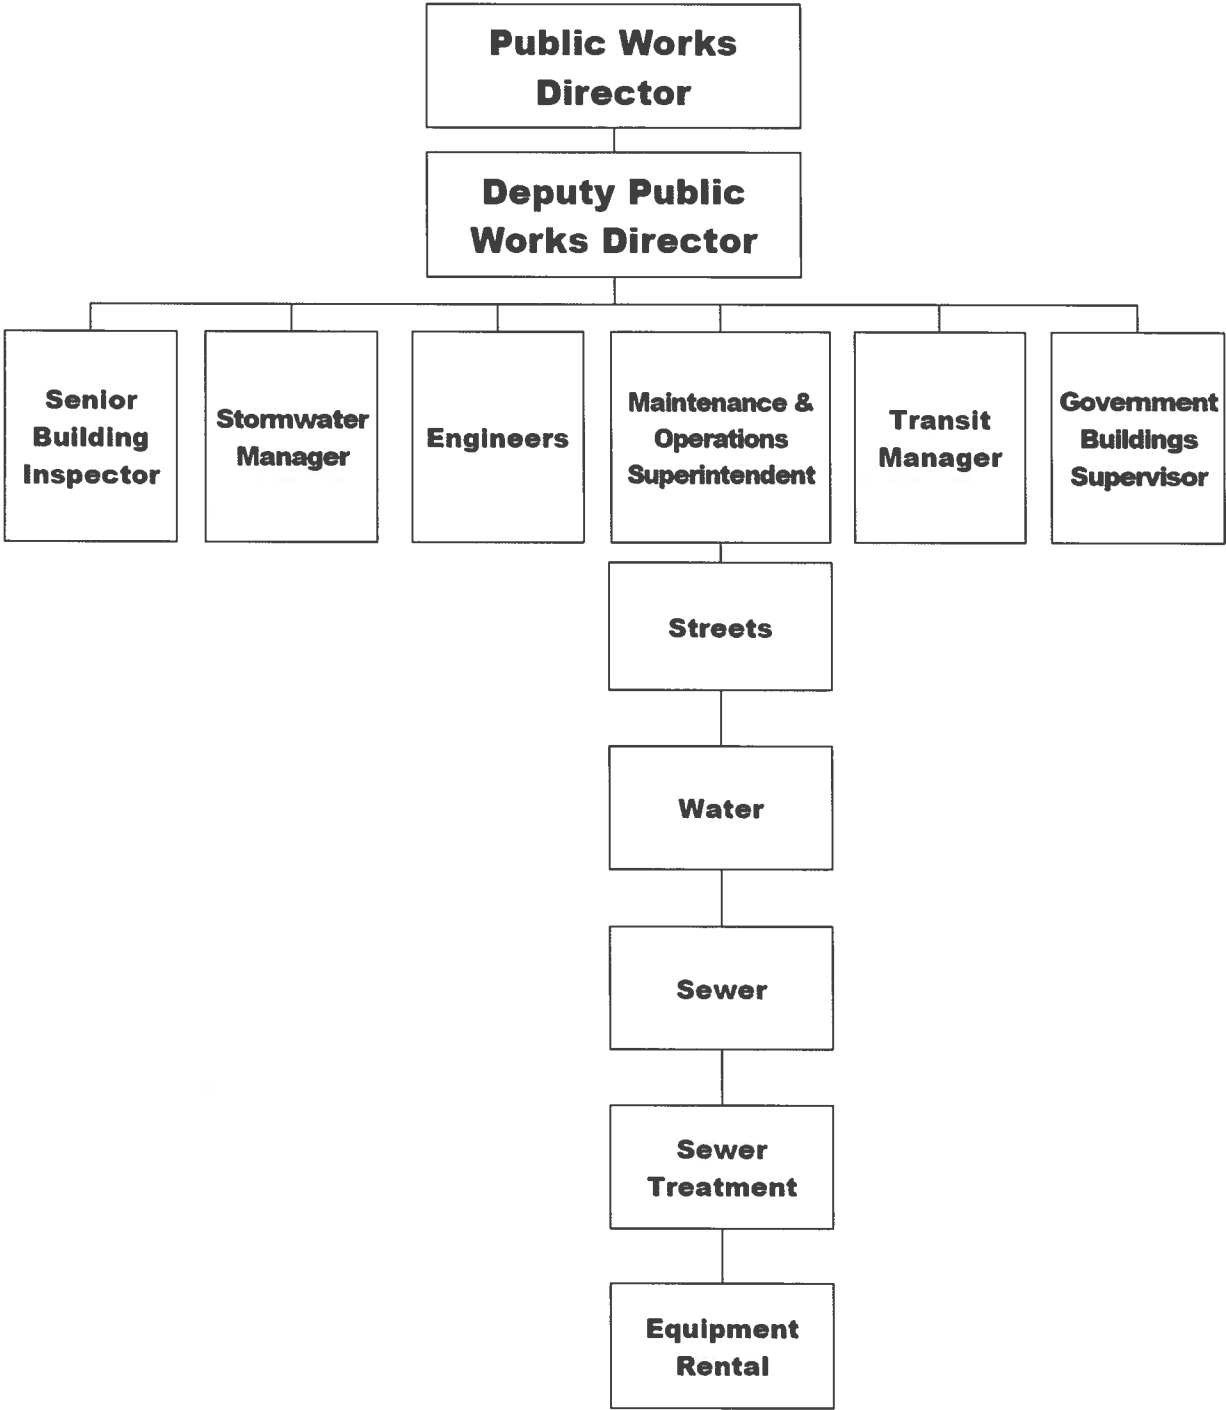 Public Works
Director
Deputy Public
Works Director
Senior
Building
Inspector
Stormwater
Manager
Engineers
Maintenance &
Operations
Superintendent
Transit
Manager
Government
Buildings
Supervisor
Streets
Water
Sewer
Sewer
Treatment
Equipment
Rental